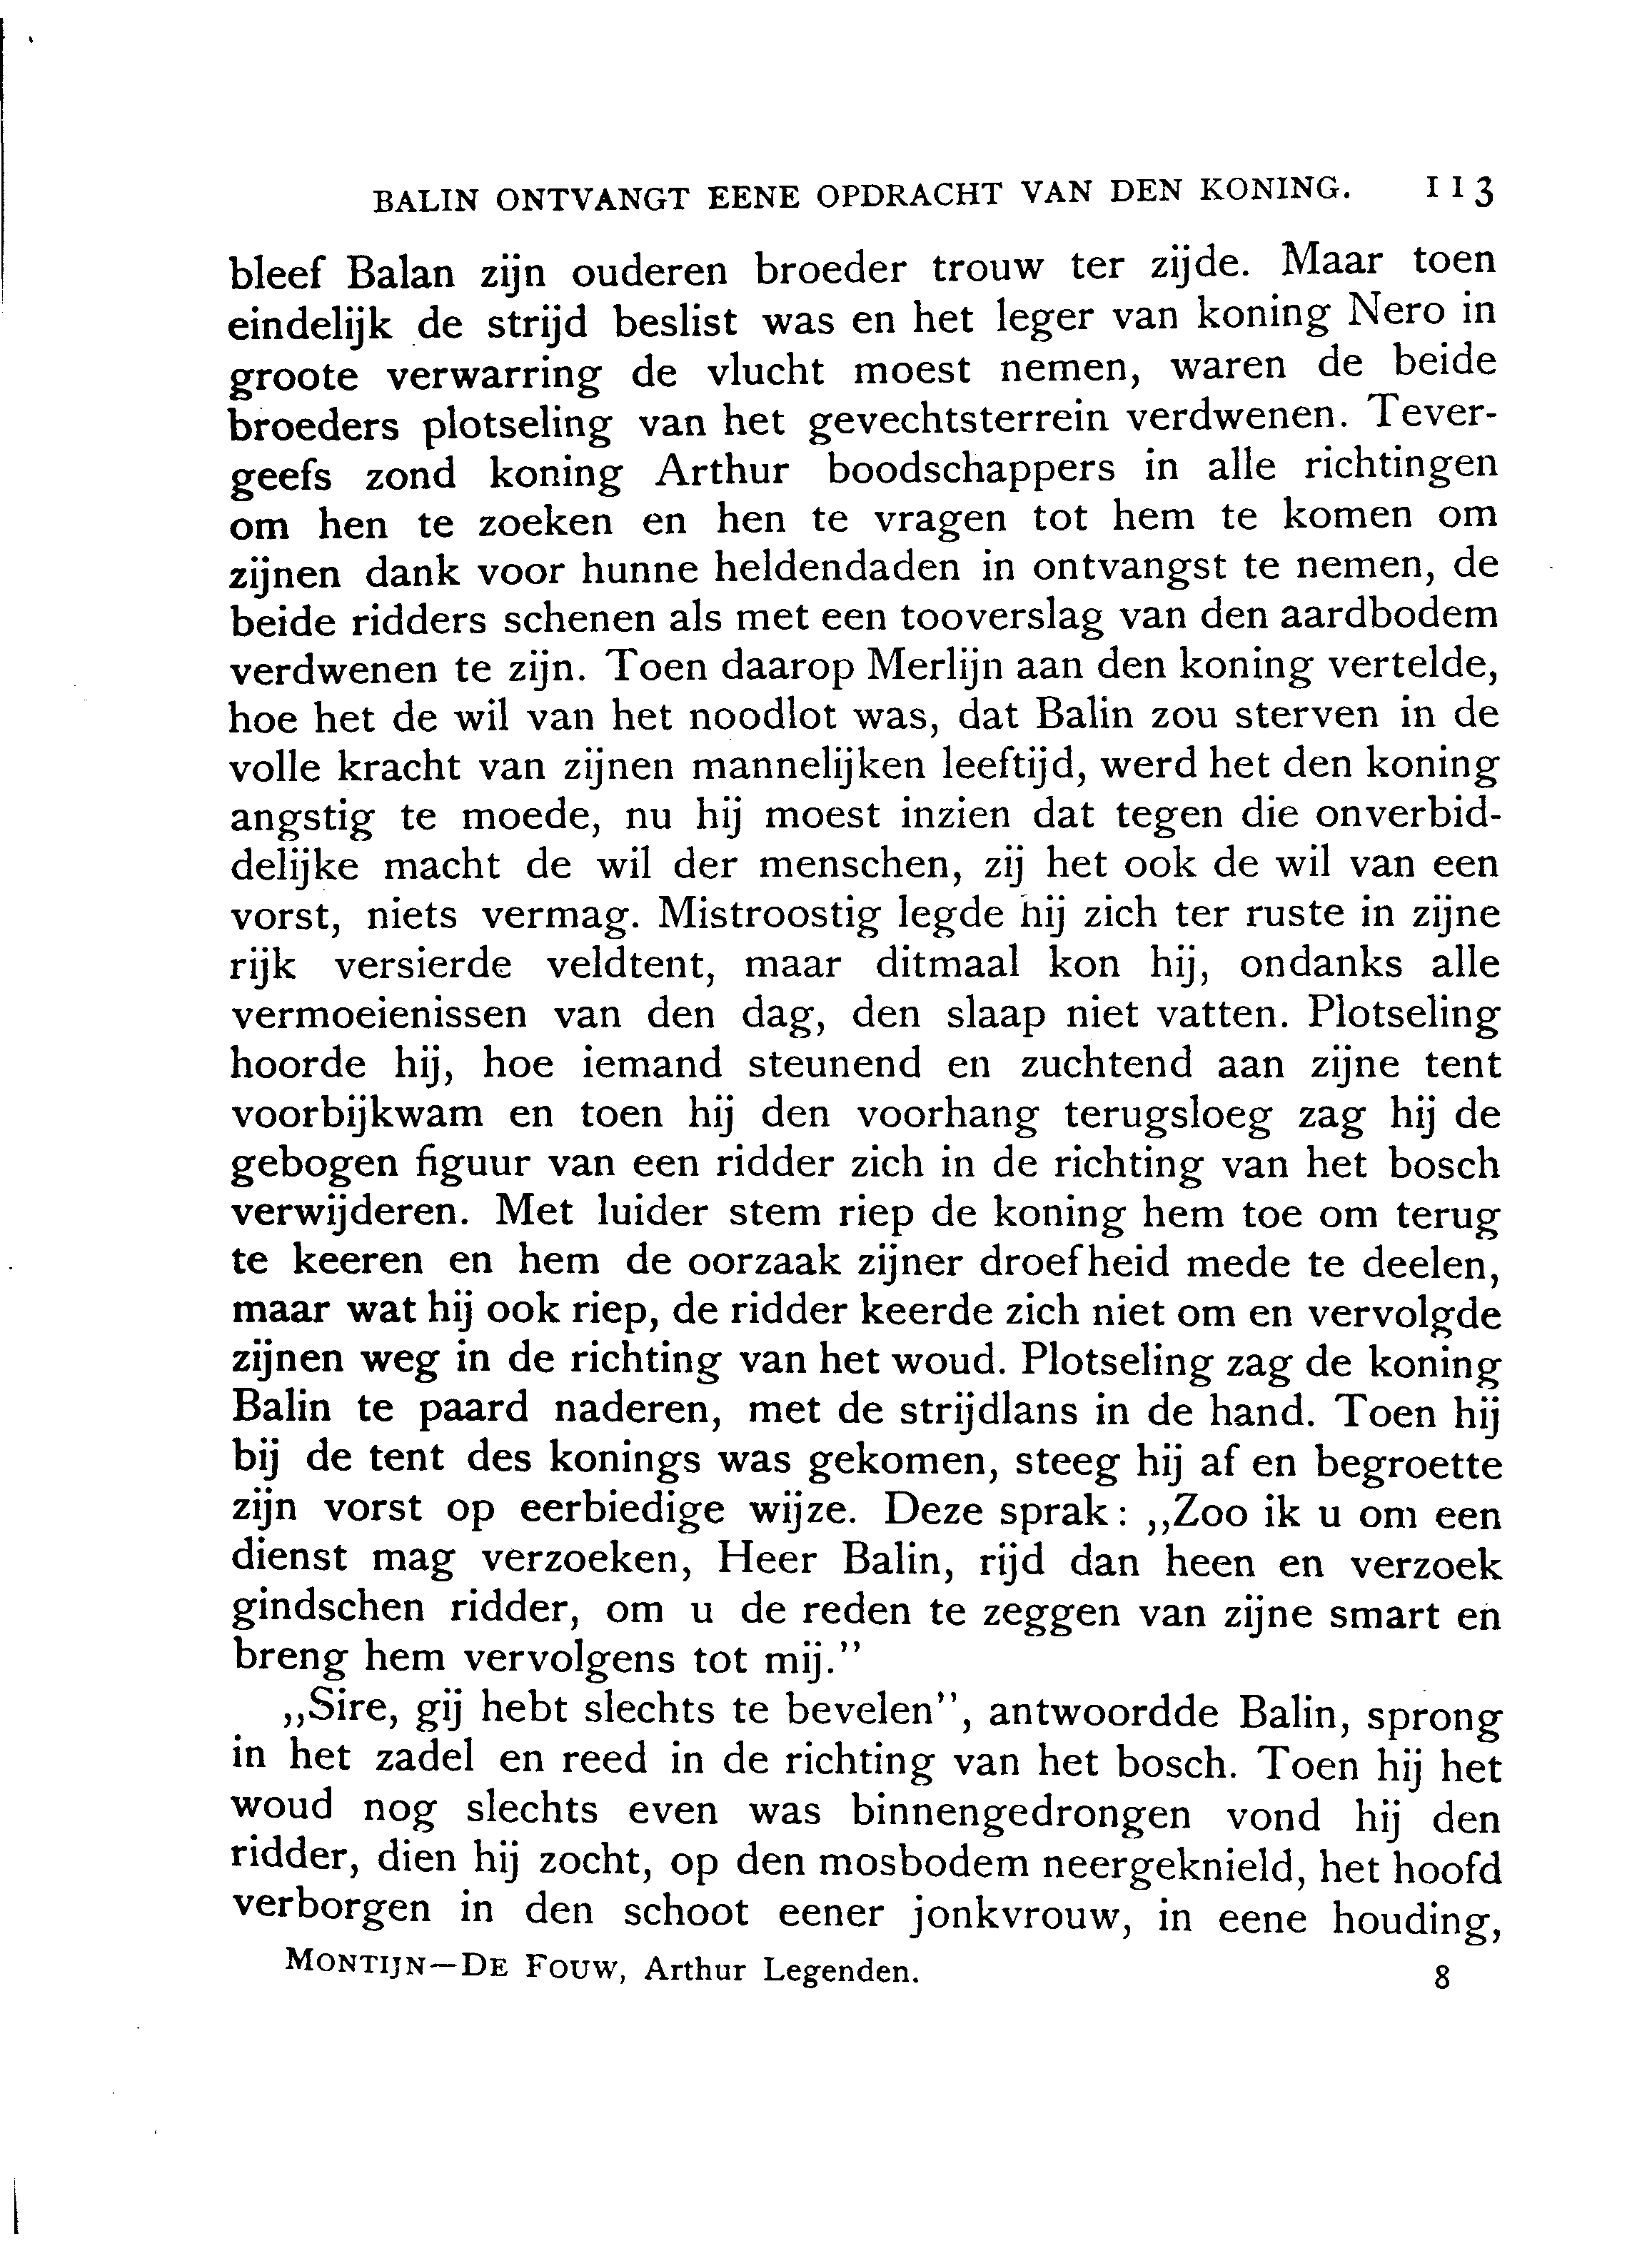 BALIN ONTVANGT EENE OPDRACHT VAN DEN KONING. 113
bleef Balan zijn ouderen broeder trouw ter zijde. Maar toen
eindelijk de strijd beslist was en het leger van koning Nero in
groote verwarring de vlucht moest nemen, waren de beide
broeders plotseling van het gevechtsterrein verdwenen. Tever-
geefs zond koning Arthur boodschappers in alle richtingen
om hen te zoeken en hen te vragen tot hem te komen om
zijnen dank voor hunne heldendaden in ontvangst te nemen, de
beide ridders schenen als met een tooverslag van den aardbodem
verdwenen te zijn. Toen daarop Merlijn aan den koning vertelde,
hoe het de wil van het noodlot was, dat Balin zou sterven in de
volle kracht van zijnen mannelijken leeftijd, werd het den koning
angstig te moede, nu hij moest inzien dat tegen die onverbid-
delijke macht de wil der menschen, zij het ook de wil van een
vorst, niets vermag. Mistroostig legde hij zich ter ruste in zijne
rijk versierde veldtent, maar ditmaal kon hij, ondanks alle
vermoeienissen van den dag, den slaap niet vatten. Plotseling
hoorde hij, hoe iemand steunend en zuchtend aan zijne tent
voorbijkwam en toen hij den voorhang terugsloeg zag hij de
gebogen figuur van een ridder zich in de richting van het bosch
verwijderen. Met luider stem riep de koning hem toe om terug
te keeren en hem de oorzaak zijner droefheid mede te deelen,
maar wat hij ook riep, de ridder keerde zich niet om en vervolgde
zijnen weg in de richting van het woud. Plotseling zag de koning
Balin te paard naderen, met de strijdlans in de hand. Toen hij
bij de tent des konings was gekomen, steeg hij af en begroette
zijn vorst op eerbiedige wijze. Deze sprak: ,,Zoo ik u om een
dienst mag verzoeken, Heer Balin, rijd dan heen en verzoek
gindschen ridder, om u de reden te zeggen van zijne smart en
breng hem vervolgens tot mij.''
,,Sire, gij hebt slechts te bevelen'', antwoordde Balin, sprong
in het zadel en reed in de richting van het bosch. Toen hij het
woud nog slechts even was binnengedrongen vond hij den
ridder, dien hij zocht, op den mosbodem neergeknield, het hoofd
verborgen in den schoot eener jonkvrouw, in eene houding,
MONTIJN—DE FOUW, Arthur Legenden. 8